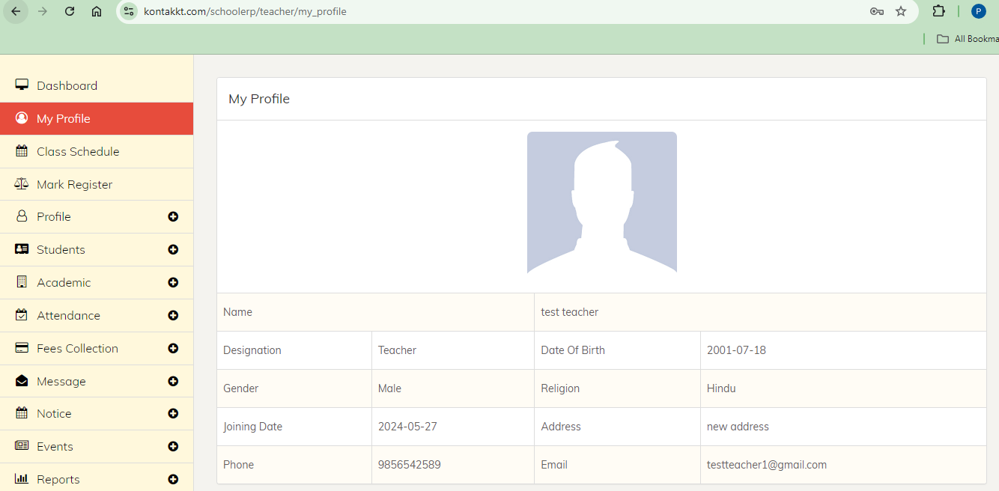 kontakkt.com/schoolerp/teacher/my_profile
P
All Bookma
Dashboard
My Profile
Class Schedule
Mark Register
Profile
Students
Academic
Attendance
Fees Collection
Message
Notice
Events
Reports
My Profile
Name test teacher
Designation Teacher Date Of Birth 2001-07-18
Gender Male Religion Hindu
Joining Date 2024-05-27 Address new address
Phone 9856542589 Email testteacher1@gmail.com